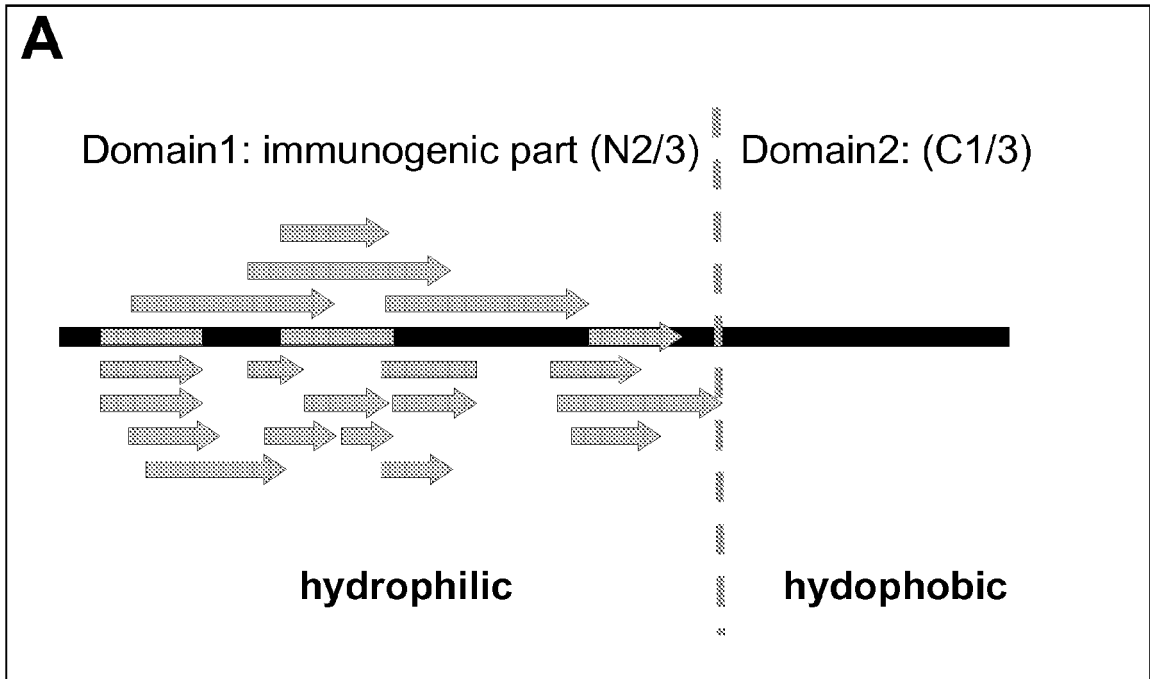 A
Domain1: immunogenic part (N2/3) Domain2: (C1/3)
hydrophilic hydophobic